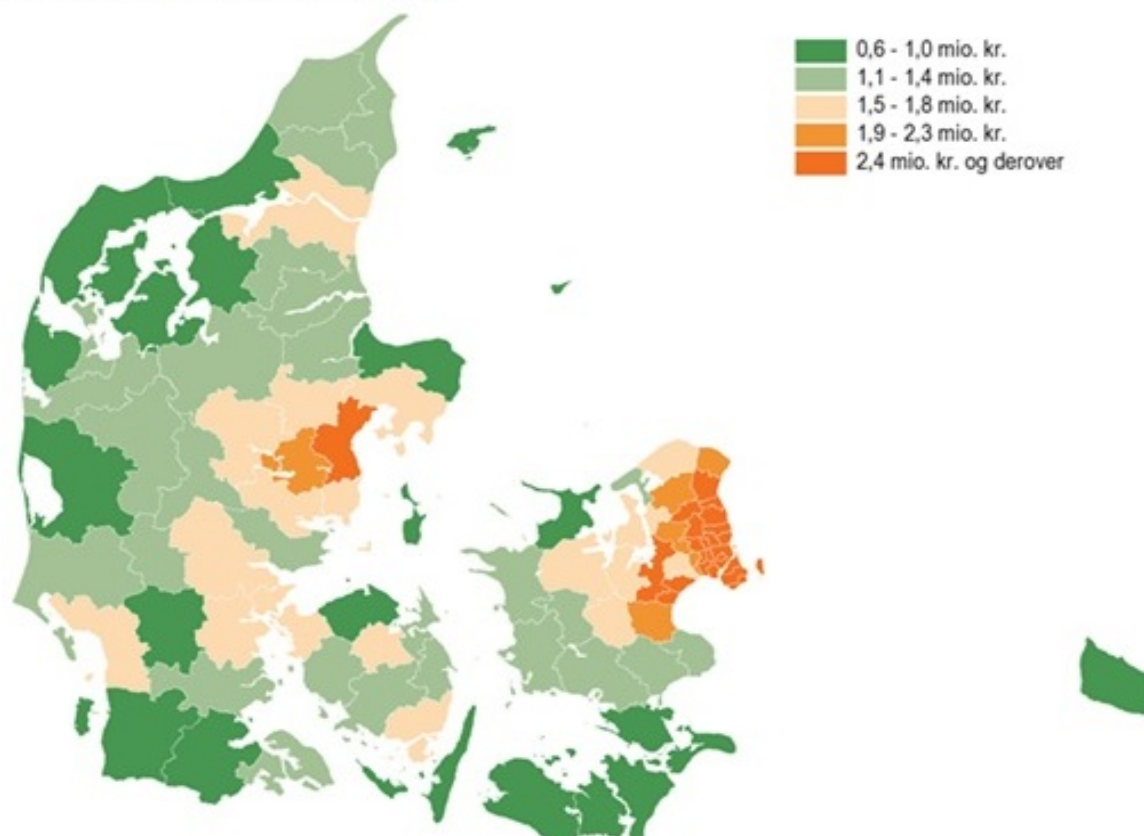 0,6 - 1,0 mio. kr.
1,1 - 1,4 mio. kr.
1,5 - 1,8 mio. kr.
1,9 - 2,3 mio. kr.
2,4 mio. kr. og derover